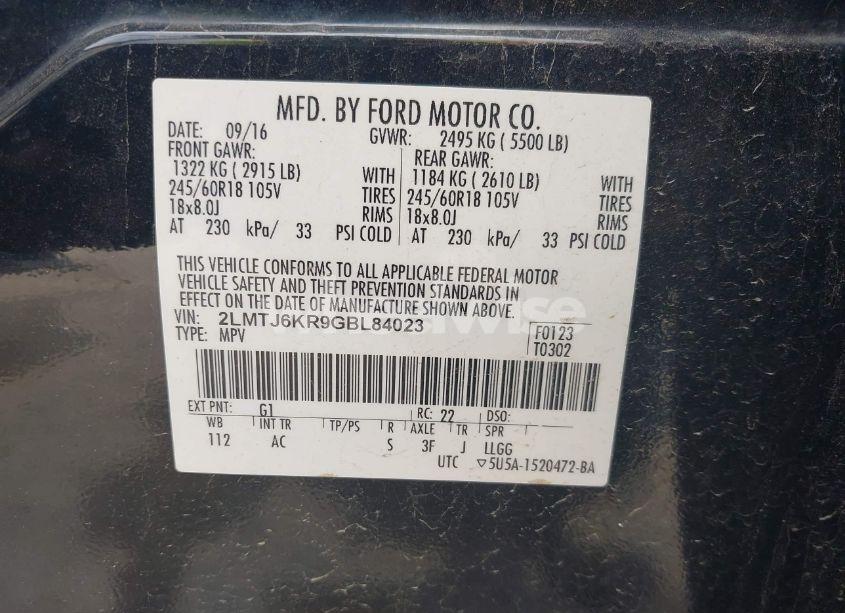 MFD. BY FORD MOTOR CO.
DATE: 09/16 GVWR: 2495 KG ( 5500 LB)
FRONT GAWR: REAR GAWR:
1322 KG ( 2915 LB) WITH 1184 KG ( 2610 LB) WITH
245/60R18 105V TIRES 245/60R18 105V TIRES
18x8.0J RIMS 18x8.0J RIMS
AT 230 kPa/ 33 PSI COLD AT 230 kPa/ 33 PSI COLD
THIS VEHICLE CONFORMS TO ALL APPLICABLE FEDERAL MOTOR
VEHICLE SAFETY AND THEFT PREVENTION STANDARDS IN
EFFECT ON THE DATE OF MANUFACTURE SHOWN ABOVE.
VIN: 2LMTJ6KR9GBL84023 F0123
TYPE: MPV T0302
EXT PNT: G1 RC: 22 DSO:
WB INT TR TP/PS R AXLE TR SPR
112 AC S 3F J LLGG
UTC ▽5U5A-1520472-BA